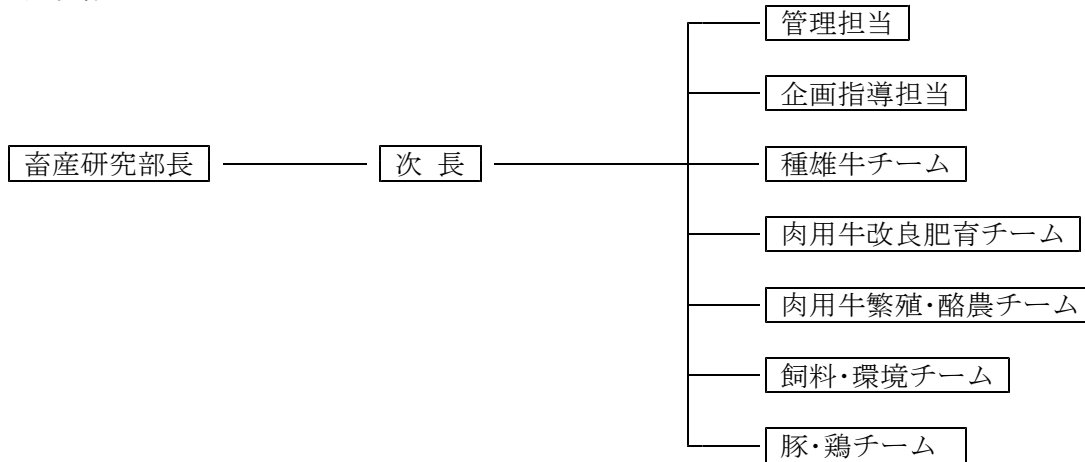 管理担当
企画指導担当
畜産研究部長 次 長 種雄牛チーム
肉用牛改良肥育チーム
肉用牛繁殖・酪農チーム
飼料・環境チーム
豚・鶏チーム